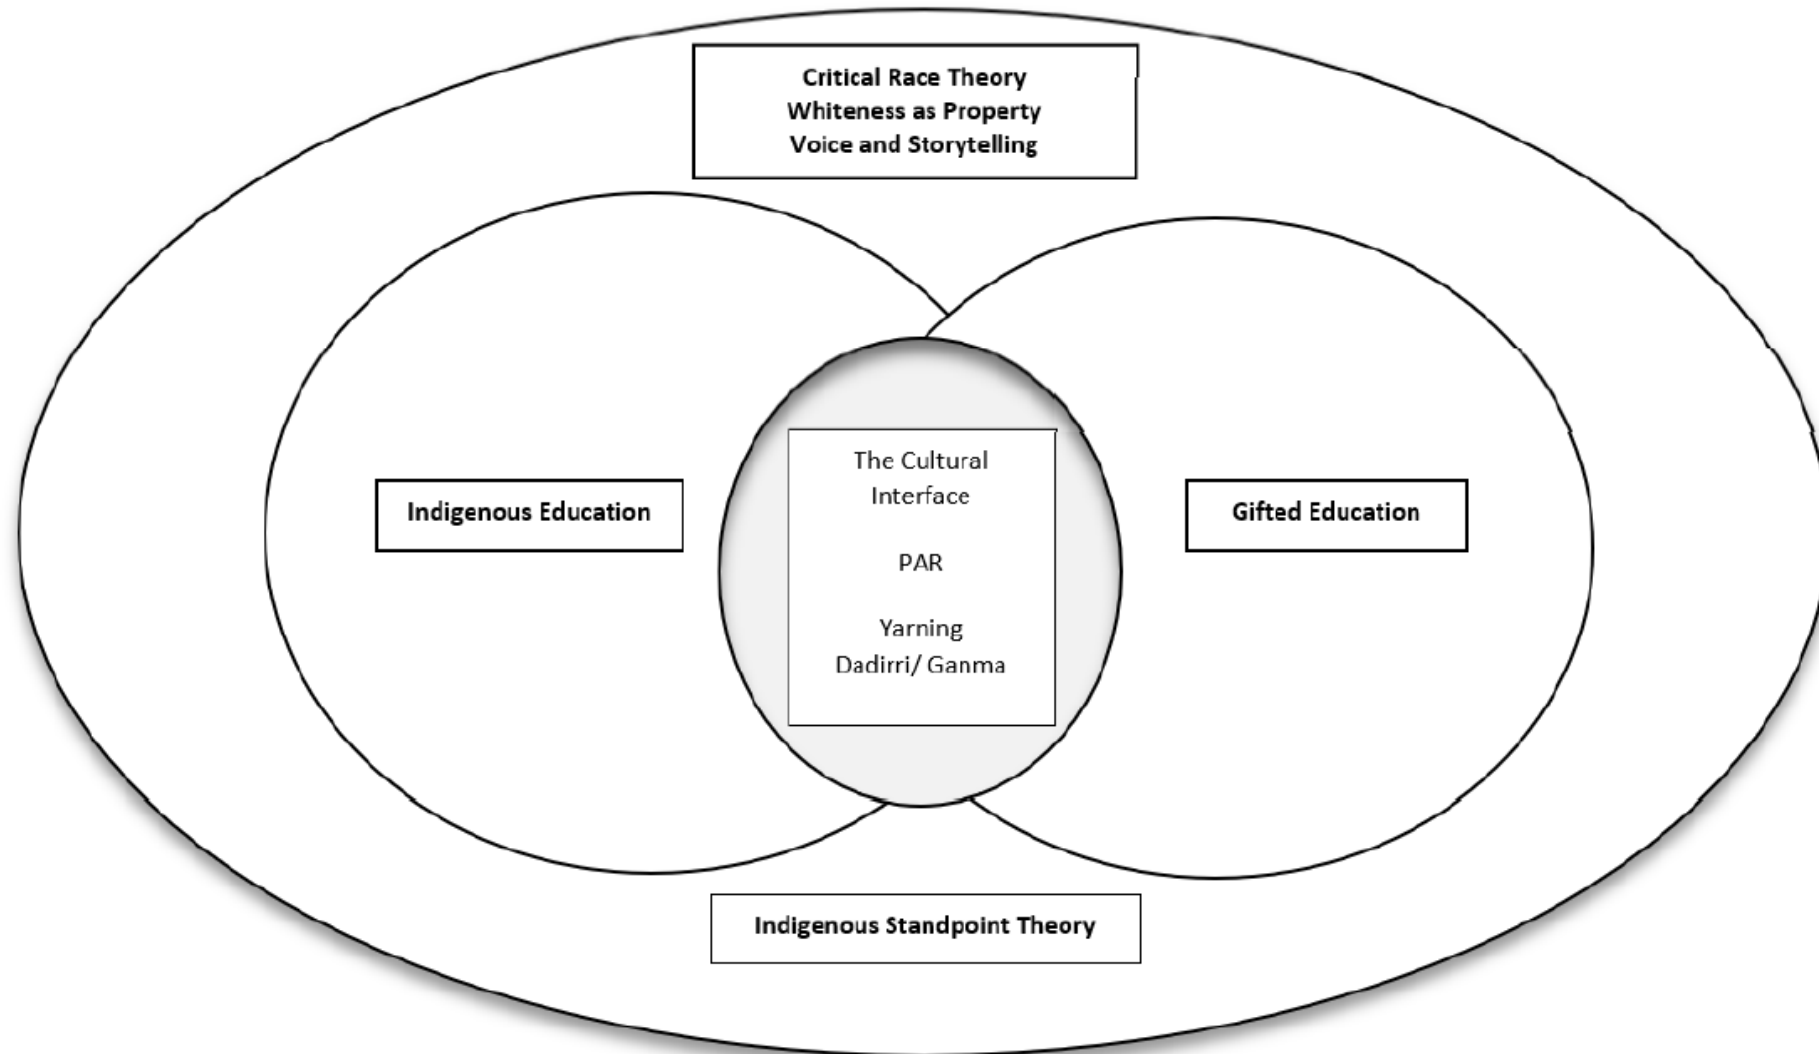 Critical Race Theory
Whiteness as Property
Voice and Storytelling
Indigenous Education
The Cultural
Interface
PAR
Yarning
Dadirri/ Ganma
Gifted Education
Indigenous Standpoint Theory